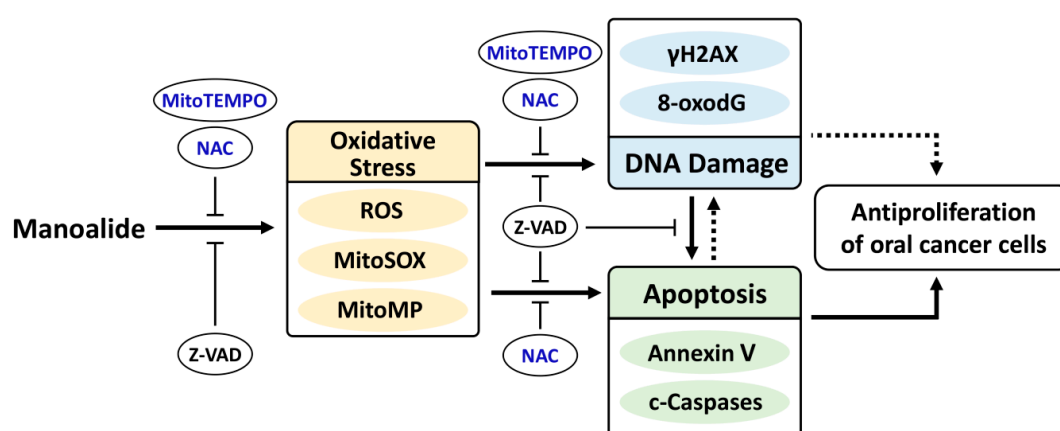 MitoTEMPO
NAC
Manoalide
Z-VAD
Oxidative
Stress
ROS
MitoSOX
MitoMP
MitoTEMPO
NAC
Z-VAD
NAC
γH2AX
8-oxodG
DNA Damage
Apoptosis
Annexin V
c-Caspases
Antiproliferation
of oral cancer cells